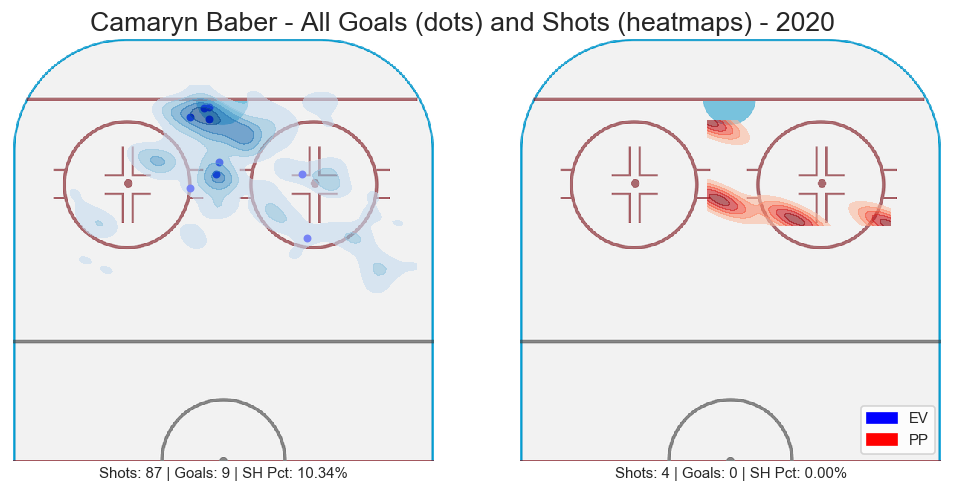 Camaryn Baber - All Goals (dots) and Shots (heatmaps) - 2020
EV
PP
Shots: 87 | Goals: 9 | SH Pct: 10.34%
Shots: 4 | Goals: 0 | SH Pct: 0.00%